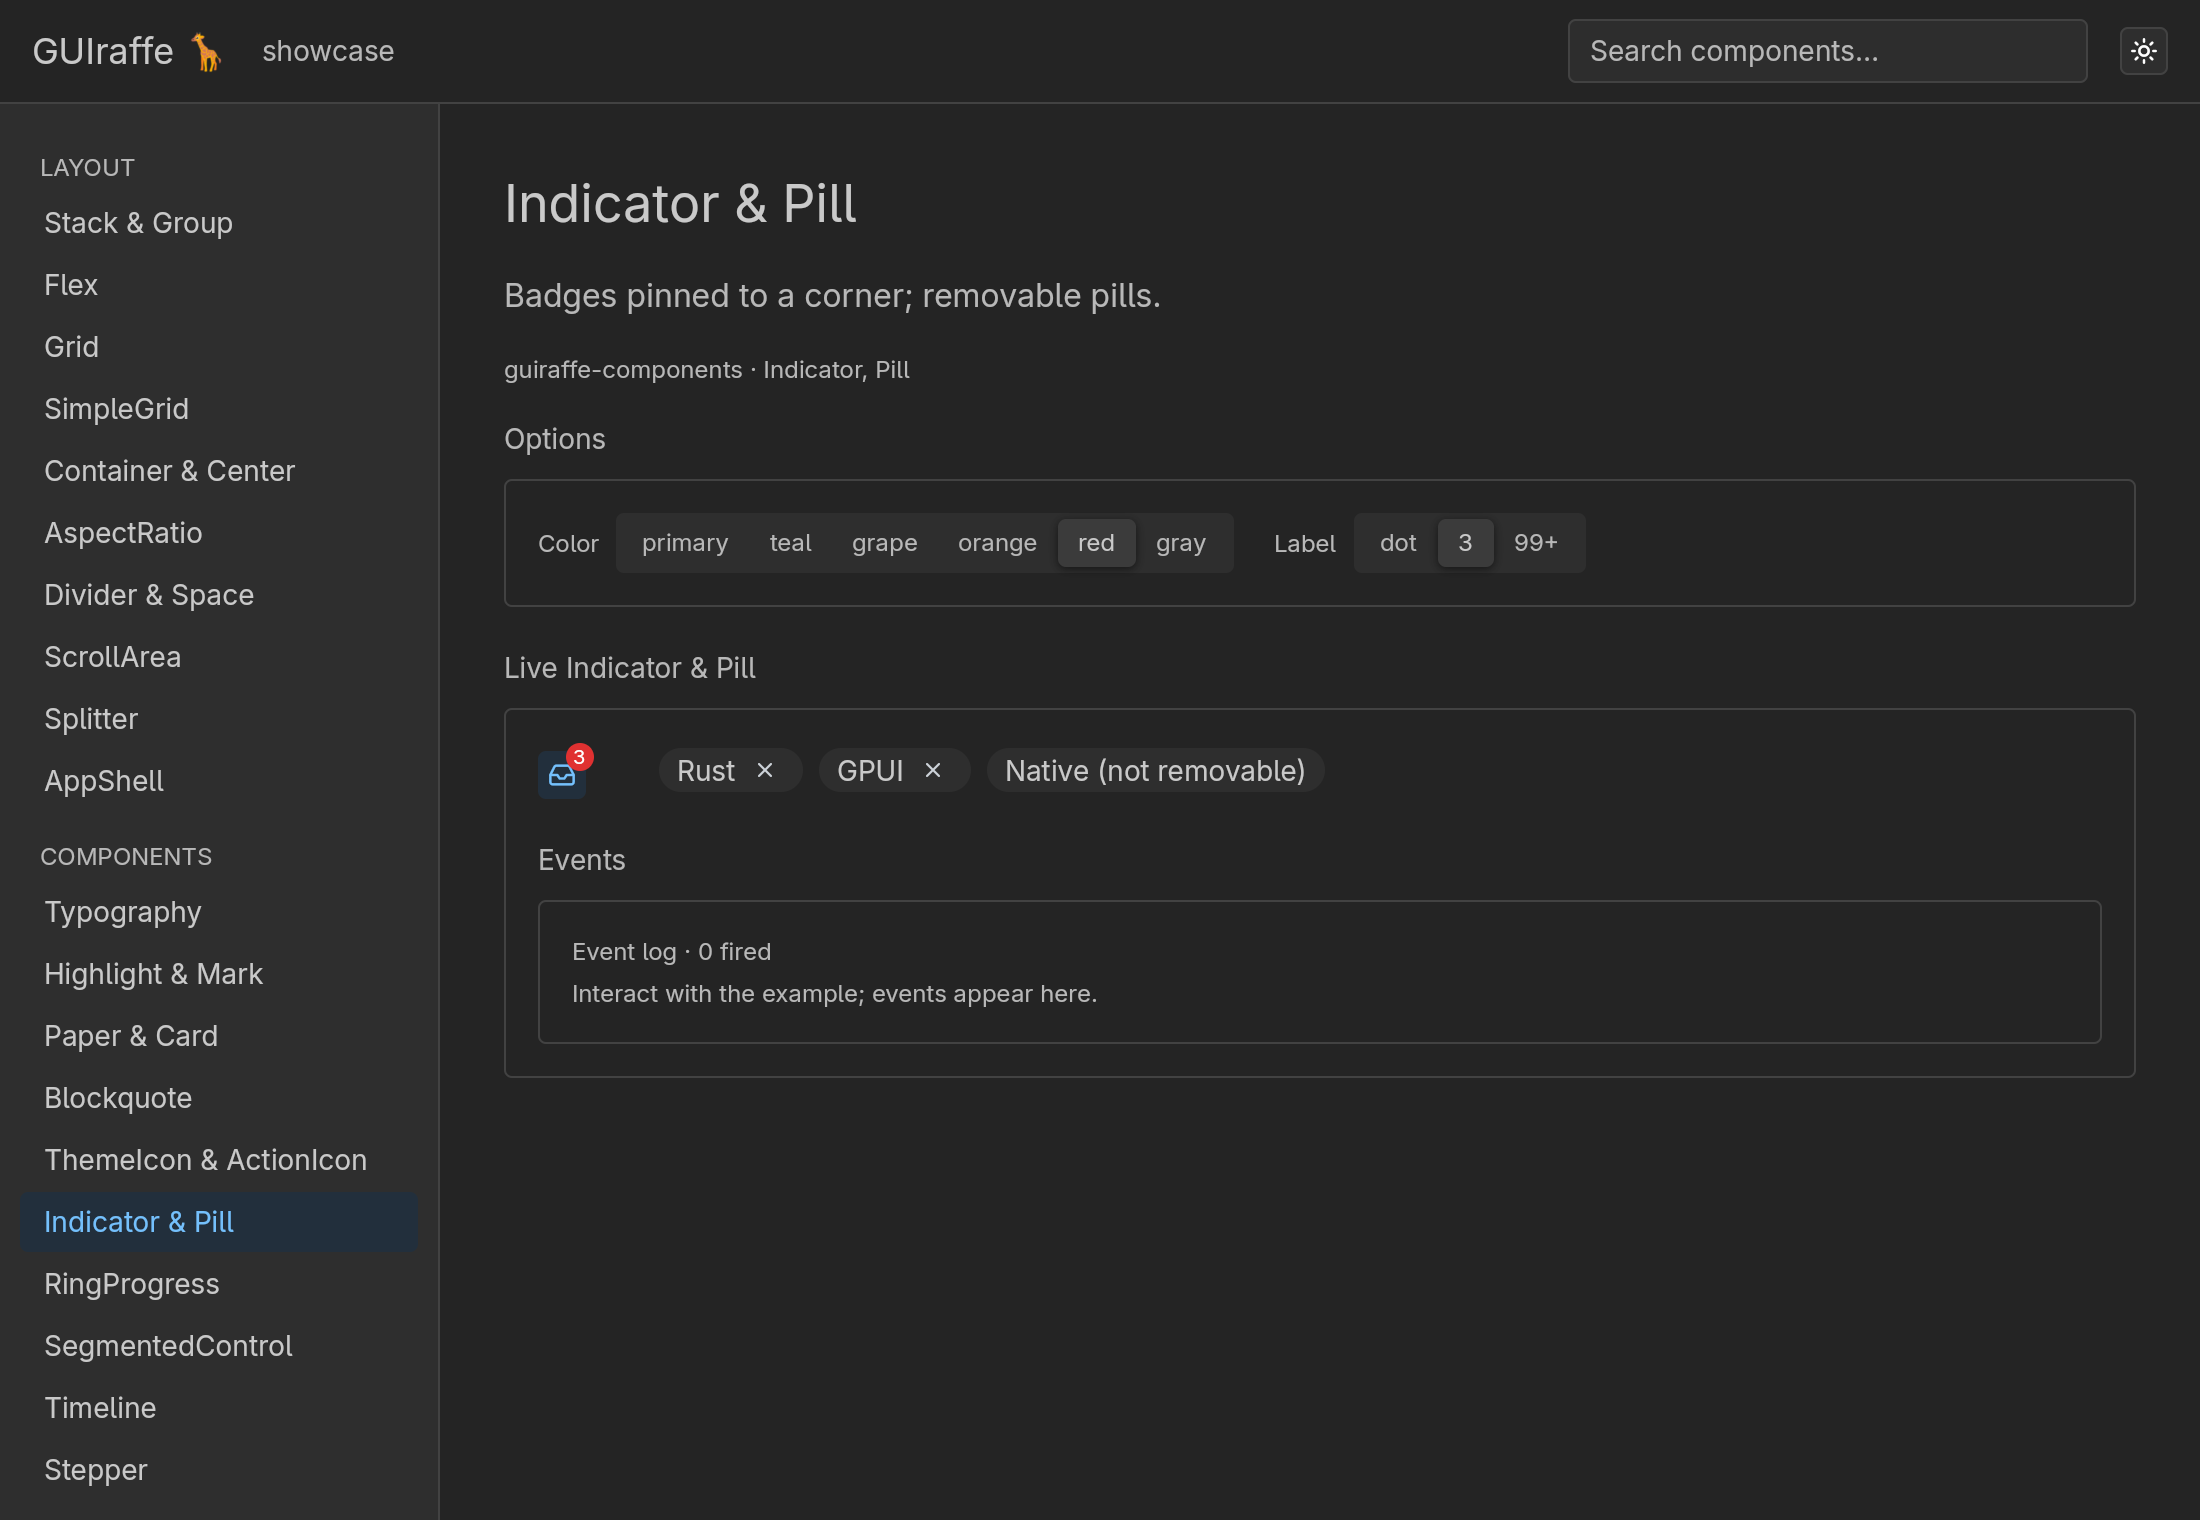 GUIraffe 🦒 showcase
Search components...
LAYOUT
Stack & Group
Flex
Grid
SimpleGrid
Container & Center
AspectRatio
Divider & Space
ScrollArea
Splitter
AppShell
COMPONENTS
Typography
Highlight & Mark
Paper & Card
Blockquote
ThemeIcon & ActionIcon
Indicator & Pill
RingProgress
SegmentedControl
Timeline
Stepper
Indicator & Pill
Badges pinned to a corner; removable pills.
guiraffe-components · Indicator, Pill
Options
Color primary teal grape orange red gray Label dot 3 99+
Live Indicator & Pill
3 Rust GPUI Native (not removable)
Events
Event log · 0 fired
Interact with the example; events appear here.